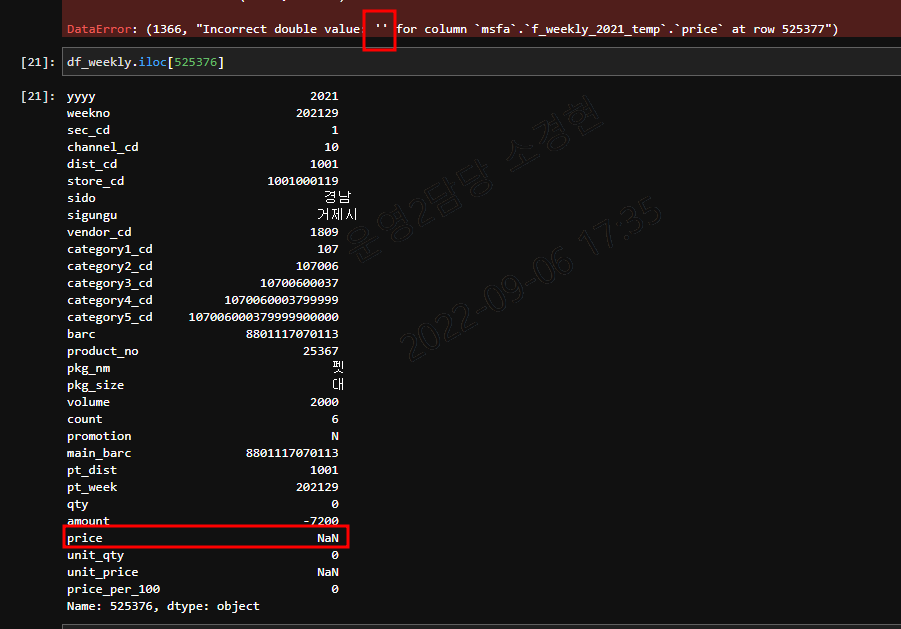 DataError: (1366, "Incorrect double value '' for column `msfa`.`f_weekly_2021_temp`.`price` at row 525377")
[21]: df_weekly.iloc[525376]
[21]: yyyy 2021
weekno 202129
sec_cd 1
channel_cd 10
dist_cd 1001
store_cd 1001000119
sido 경남
sigungu 거제시
vendor_cd 1809
category1_cd 107
category2_cd 107006
category3_cd 10700600037
category4_cd 1070060003799999
category5_cd 107006000379999900000
barc 8801117070113
product_no 25367
pkg_nm 펫
pkg_size 대
volume 2000
count 6
promotion N
main_barc 8801117070113
pt_dist 1001
pt_week 202129
qty 0
amount -7200
price NaN
unit_qty 0
unit_price NaN
price_per_100 0
Name: 525376, dtype: object
운영2담당 소경현
2022-09-06 17:35